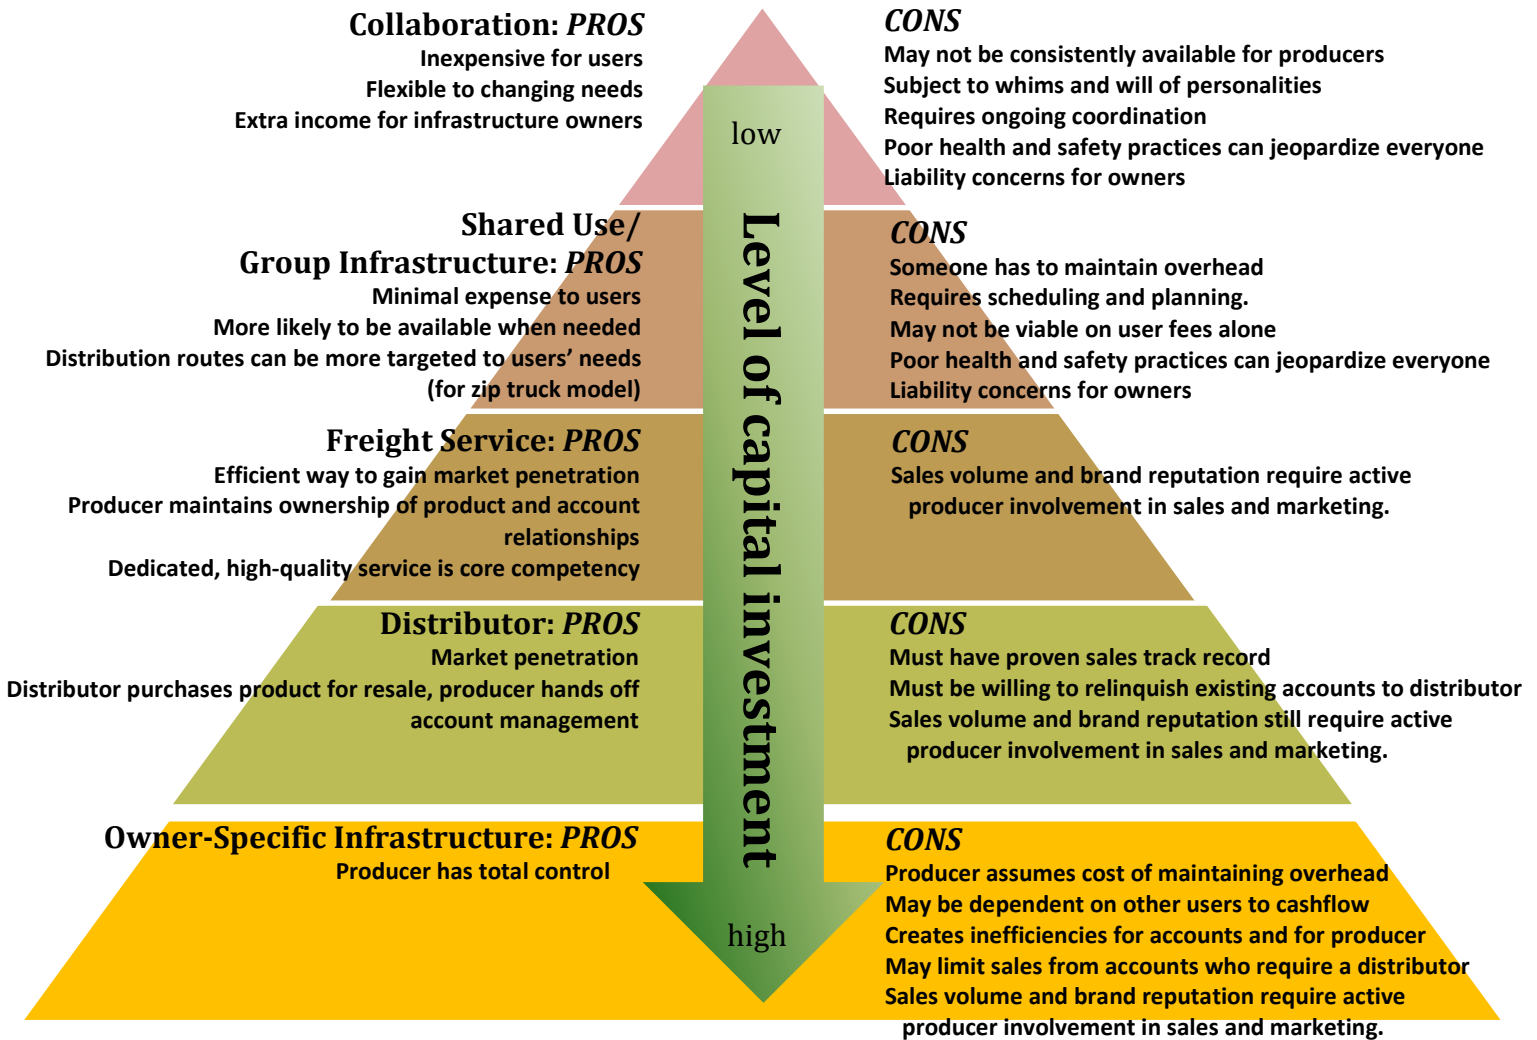 Collaboration: PROS
Inexpensive for users
Flexible to changing needs
Extra income for infrastructure owners
CONS
May not be consistently available for producers
Subject to whims and will of personalities
Requires ongoing coordination
Poor health and safety practices can jeopardize everyone
Liability concerns for owners
low
Level of capital investment
high
Shared Use/
Group Infrastructure: PROS
Minimal expense to users
More likely to be available when needed
Distribution routes can be more targeted to users’ needs
(for zip truck model)
CONS
Someone has to maintain overhead
Requires scheduling and planning.
May not be viable on user fees alone
Poor health and safety practices can jeopardize everyone
Liability concerns for owners
Freight Service: PROS
Efficient way to gain market penetration
Producer maintains ownership of product and account
relationships
Dedicated, high-quality service is core competency
CONS
Sales volume and brand reputation require active
producer involvement in sales and marketing.
Distributor: PROS
Market penetration
Distributor purchases product for resale, producer hands off
account management
CONS
Must have proven sales track record
Must be willing to relinquish existing accounts to distributor
Sales volume and brand reputation still require active
producer involvement in sales and marketing.
Owner-Specific Infrastructure: PROS
Producer has total control
CONS
Producer assumes cost of maintaining overhead
May be dependent on other users to cashflow
Creates inefficiencies for accounts and for producer
May limit sales from accounts who require a distributor
Sales volume and brand reputation require active
producer involvement in sales and marketing.